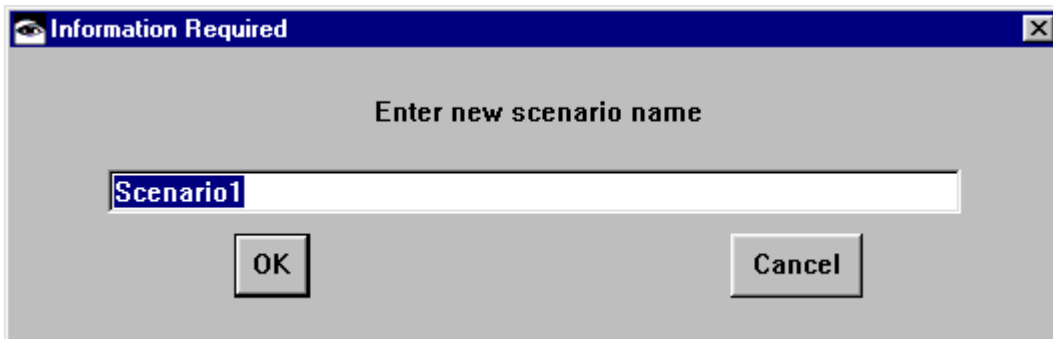 Information Required
Enter new scenario name
Scenario1
OK
Cancel